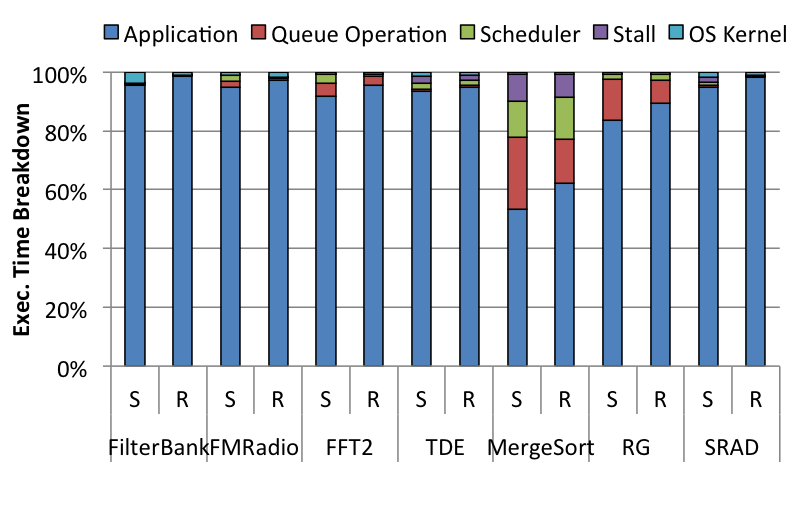 Application Queue Operation Scheduler Stall OS Kernel
Exec. Time Breakdown
100%
80%
60%
40%
20%
0%
S R S R S R S R S R S R S R
FilterBank FMRadio FFT2 TDE MergeSort RG SRAD